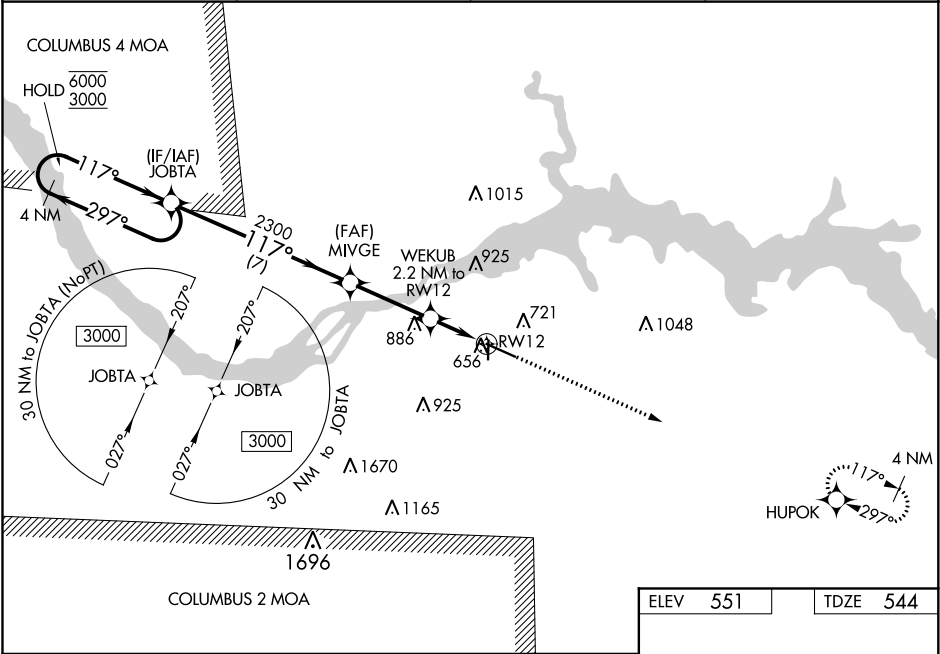 COLUMBUS 4 MOA
HOLD 6000
3000
(IF/IAF)
JOBTA
117°
297°
4 NM
2300
117°
(7)
(FAF)
MIVGE
WEKUB
2.2 NM to
RW12
1015
925
721
1048
886
656
RW12
925
1670
1165
1696
30 NM to JOBTA (NoPT)
3000
207°
JOBTA
027°
207°
JOBTA
027°
3000
30 NM to JOBTA
4 NM
117°
297°
HUPOK
COLUMBUS 2 MOA
ELEV 551
TDZE 544